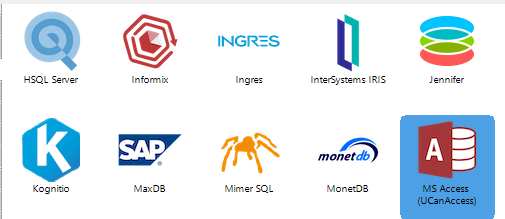 INGRES
HSQL Server
Informix
Ingres
InterSystems IRIS
Jennifer
K
SAP
monetdb
A
Kognitio
MaxDB
Mimer SQL
MonetDB
MS Access
(UCanAccess)